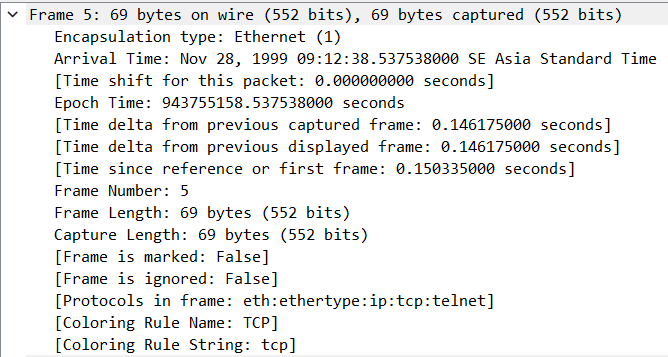 Frame 5: 69 bytes on wire (552 bits), 69 bytes captured (552 bits)
Encapsulation type: Ethernet (1)
Arrival Time: Nov 28, 1999 09:12:38.537538000 SE Asia Standard Time
[Time shift for this packet: 0.000000000 seconds]
Epoch Time: 943755158.537538000 seconds
[Time delta from previous captured frame: 0.146175000 seconds]
[Time delta from previous displayed frame: 0.146175000 seconds]
[Time since reference or first frame: 0.150335000 seconds]
Frame Number: 5
Frame Length: 69 bytes (552 bits)
Capture Length: 69 bytes (552 bits)
[Frame is marked: False]
[Frame is ignored: False]
[Protocols in frame: eth:ethertype:ip:tcp:telnet]
[Coloring Rule Name: TCP]
[Coloring Rule String: tcp]